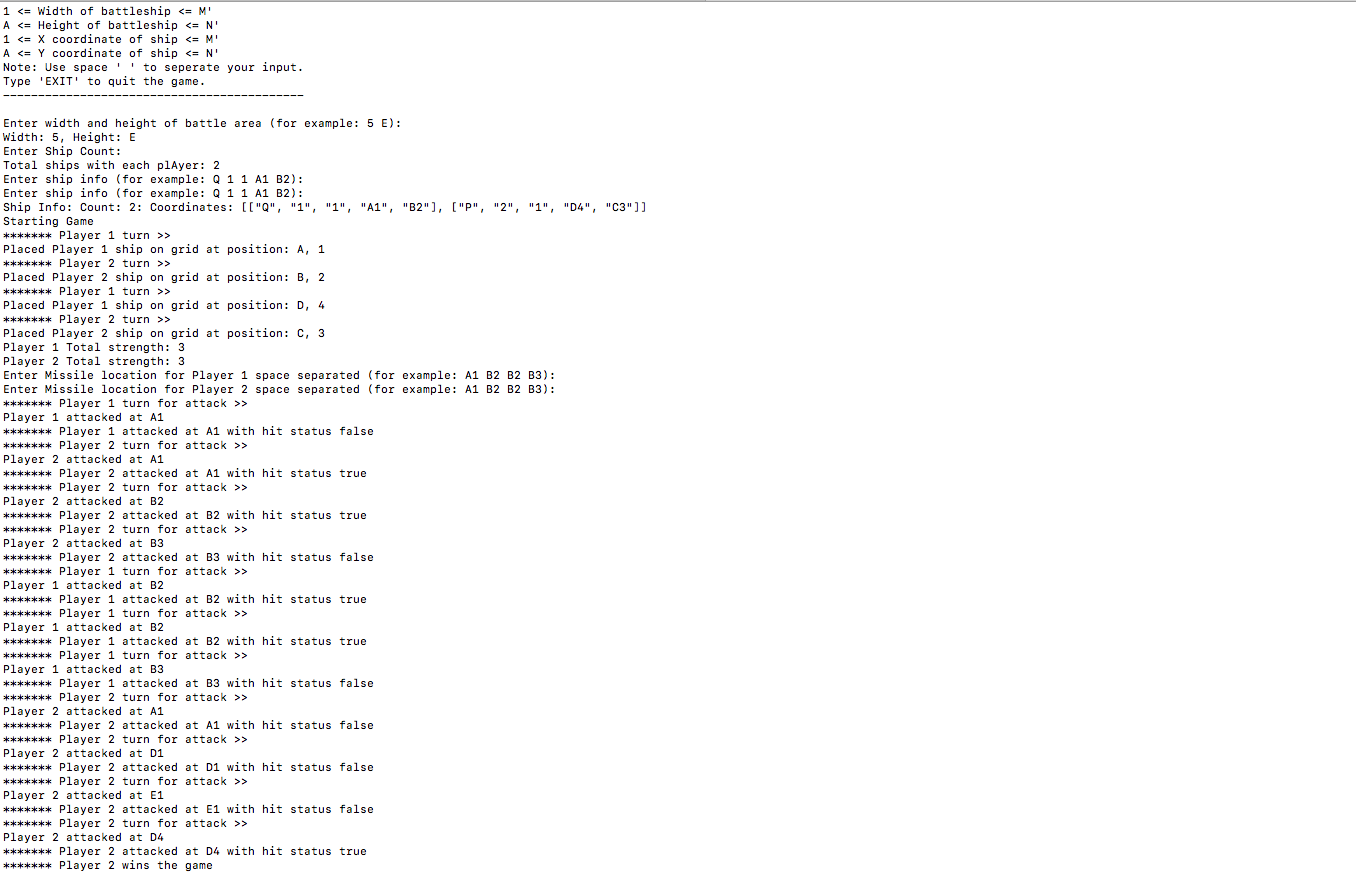 1 <= Width of battleship <= M'
A <= Height of battleship <= N'
1 <= X coordinate of ship <= M'
A <= Y coordinate of ship <= N'
Note: Use space ' ' to seperate your input.
Type 'EXIT' to quit the game.
-------------------------------------------
Enter width and height of battle area (for example: 5 E):
Width: 5, Height: E
Enter Ship Count:
Total ships with each plAyer: 2
Enter ship info (for example: Q 1 1 A1 B2):
Enter ship info (for example: Q 1 1 A1 B2):
Ship Info: Count: 2: Coordinates: [["Q", "1", "1", "A1", "B2"], ["P", "2", "1", "D4", "C3"]]
Starting Game
******* Player 1 turn >>
Placed Player 1 ship on grid at position: A, 1
******* Player 2 turn >>
Placed Player 2 ship on grid at position: B, 2
******* Player 1 turn >>
Placed Player 1 ship on grid at position: D, 4
******* Player 2 turn >>
Placed Player 2 ship on grid at position: C, 3
Player 1 Total strength: 3
Player 2 Total strength: 3
Enter Missile location for Player 1 space separated (for example: A1 B2 B2 B3):
Enter Missile location for Player 2 space separated (for example: A1 B2 B2 B3):
******* Player 1 turn for attack >>
Player 1 attacked at A1
******* Player 1 attacked at A1 with hit status false
******* Player 2 turn for attack >>
Player 2 attacked at A1
******* Player 2 attacked at A1 with hit status true
******* Player 2 turn for attack >>
Player 2 attacked at B2
******* Player 2 attacked at B2 with hit status true
******* Player 2 turn for attack >>
Player 2 attacked at B3
******* Player 2 attacked at B3 with hit status false
******* Player 1 turn for attack >>
Player 1 attacked at B2
******* Player 1 attacked at B2 with hit status true
******* Player 1 turn for attack >>
Player 1 attacked at B2
******* Player 1 attacked at B2 with hit status true
******* Player 1 turn for attack >>
Player 1 attacked at B3
******* Player 1 attacked at B3 with hit status false
******* Player 2 turn for attack >>
Player 2 attacked at A1
******* Player 2 attacked at A1 with hit status false
******* Player 2 turn for attack >>
Player 2 attacked at D1
******* Player 2 attacked at D1 with hit status false
******* Player 2 turn for attack >>
Player 2 attacked at E1
******* Player 2 attacked at E1 with hit status false
******* Player 2 turn for attack >>
Player 2 attacked at D4
******* Player 2 attacked at D4 with hit status true
******* Player 2 wins the game